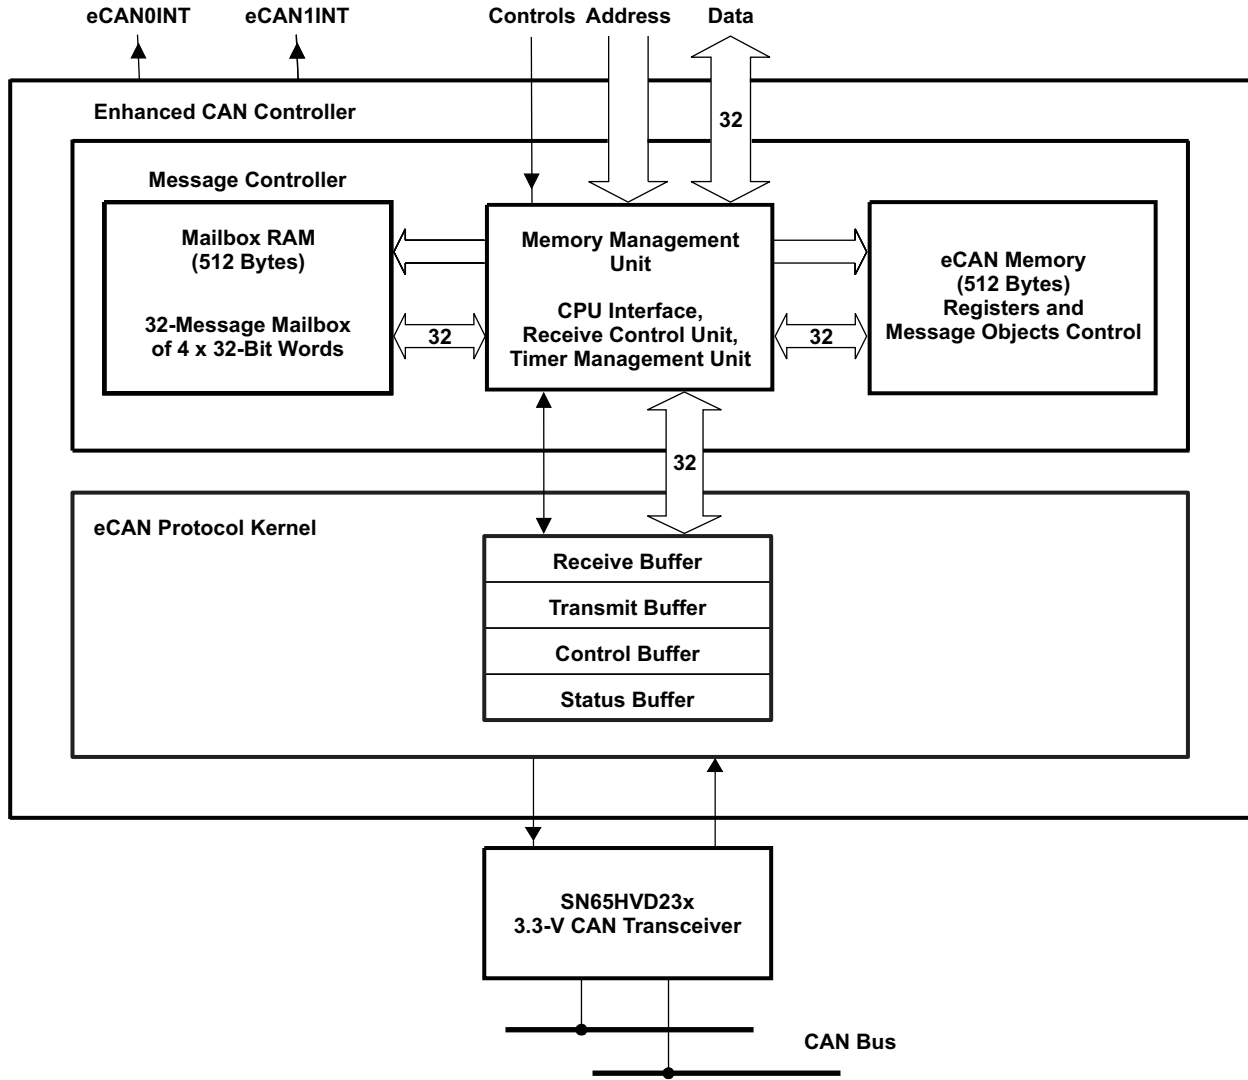 eCAN0INT
eCAN1INT
Controls
Address
Data
32
Enhanced CAN Controller
Message Controller
Mailbox RAM
(512 Bytes)
32-Message Mailbox
of 4 x 32-Bit Words
32
Memory Management
Unit
CPU Interface,
Receive Control Unit,
Timer Management Unit
32
eCAN Memory
(512 Bytes)
Registers and
Message Objects Control
32
eCAN Protocol Kernel
Receive Buffer
Transmit Buffer
Control Buffer
Status Buffer
SN65HVD23x
3.3-V CAN Transceiver
CAN Bus